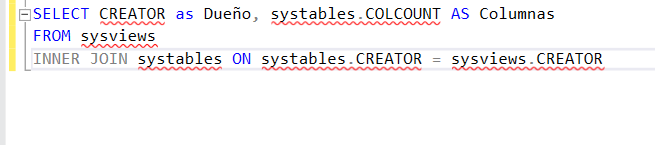 SELECT CREATOR as Dueño, systables.COLCOUNT AS Columnas
FROM sysviews
INNER JOIN systables ON systables.CREATOR = sysviews.CREATOR